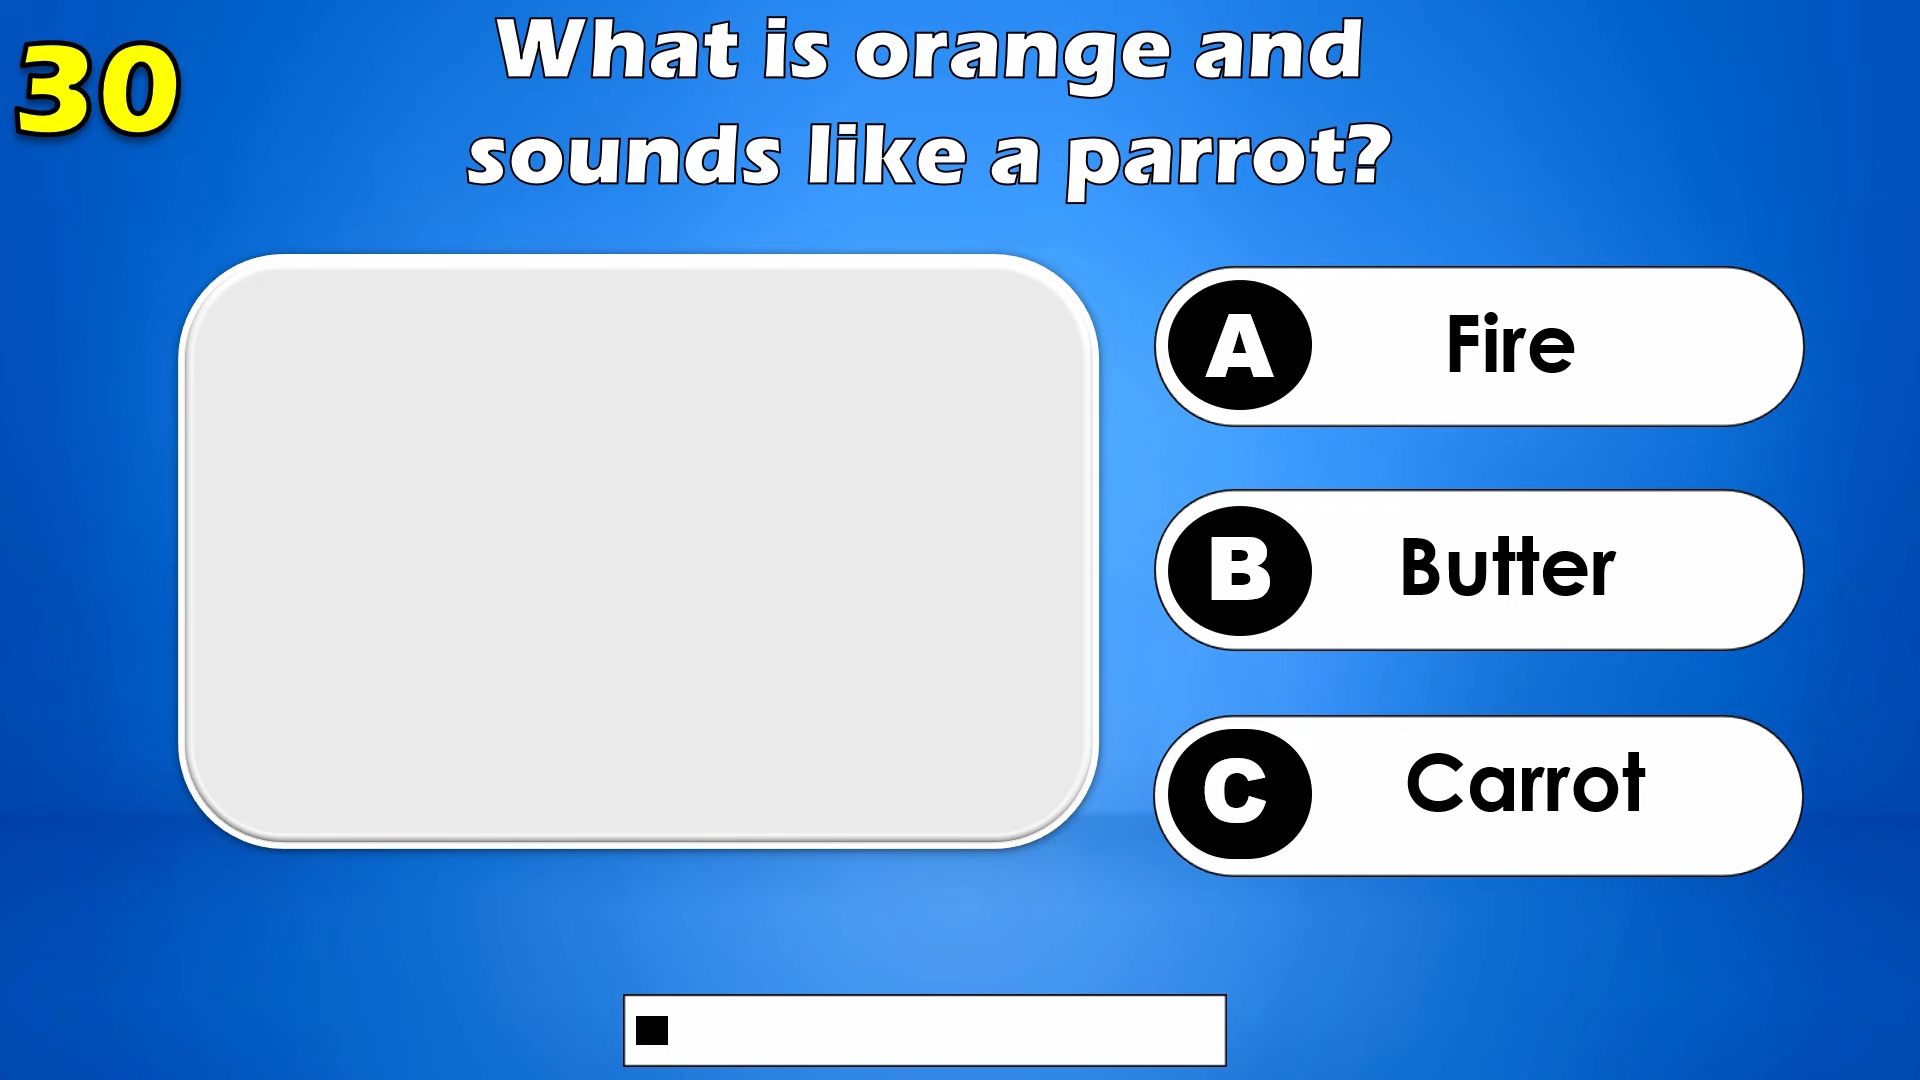 30
What is orange and
sounds like a parrot?
A Fire
B Butter
C Carrot